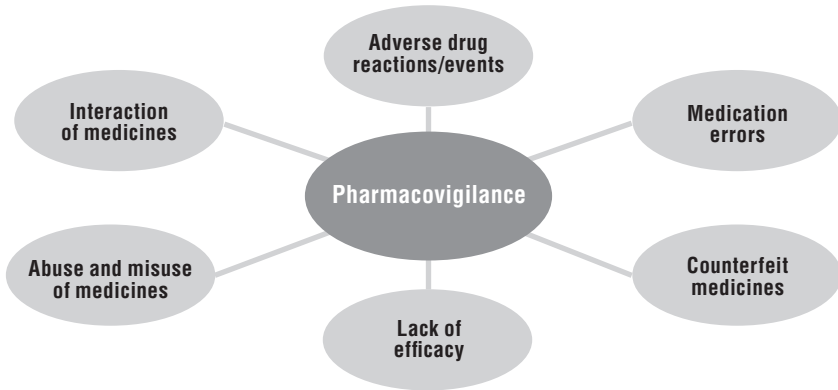 Adverse drug
reactions/events
Interaction
of medicines
Medication
errors
Pharmacovigilance
Abuse and misuse
of medicines
Counterfeit
medicines
Lack of
efficacy